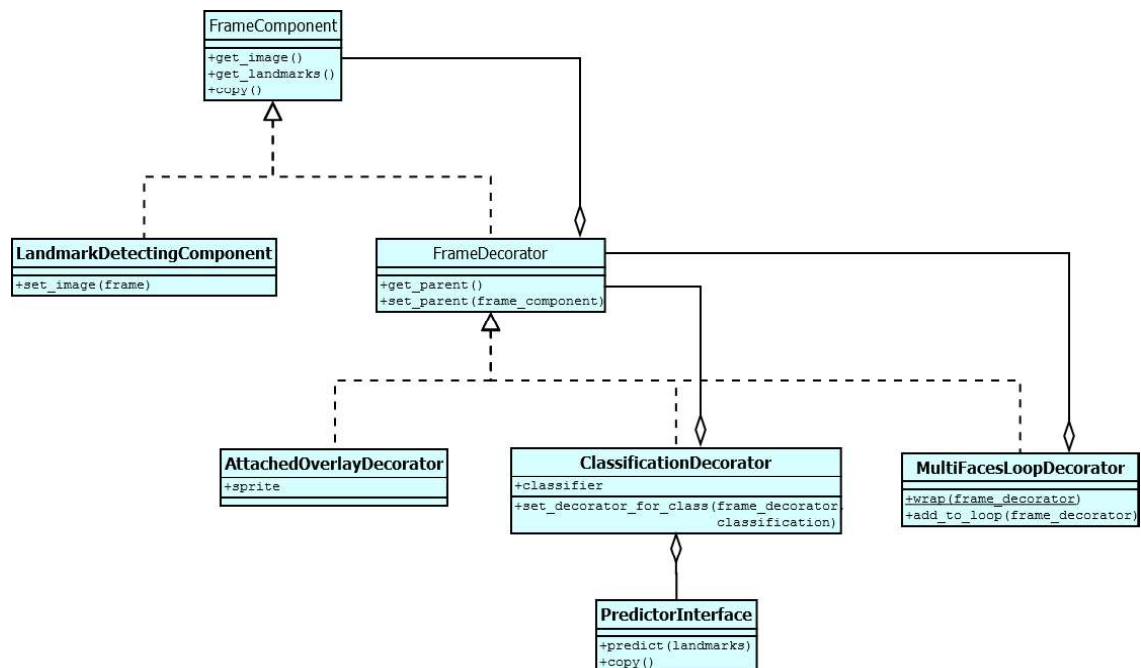 FrameComponent
+get_image()
+get_landmarks()
+copy()
LandmarkDetectingComponent
+set_image(frame)
FrameDecorator
+get_parent()
+set_parent(frame_component)
AttachedOverlayDecorator
+sprite
ClassificationDecorator
+classifier
+set_decorator_for_class(frame_decorator,
classification)
MultiFacesLoopDecorator
+wrap(frame_decorator)
+add_to_loop(frame_decorator)
PredictorInterface
+predict(landmarks)
+copy()